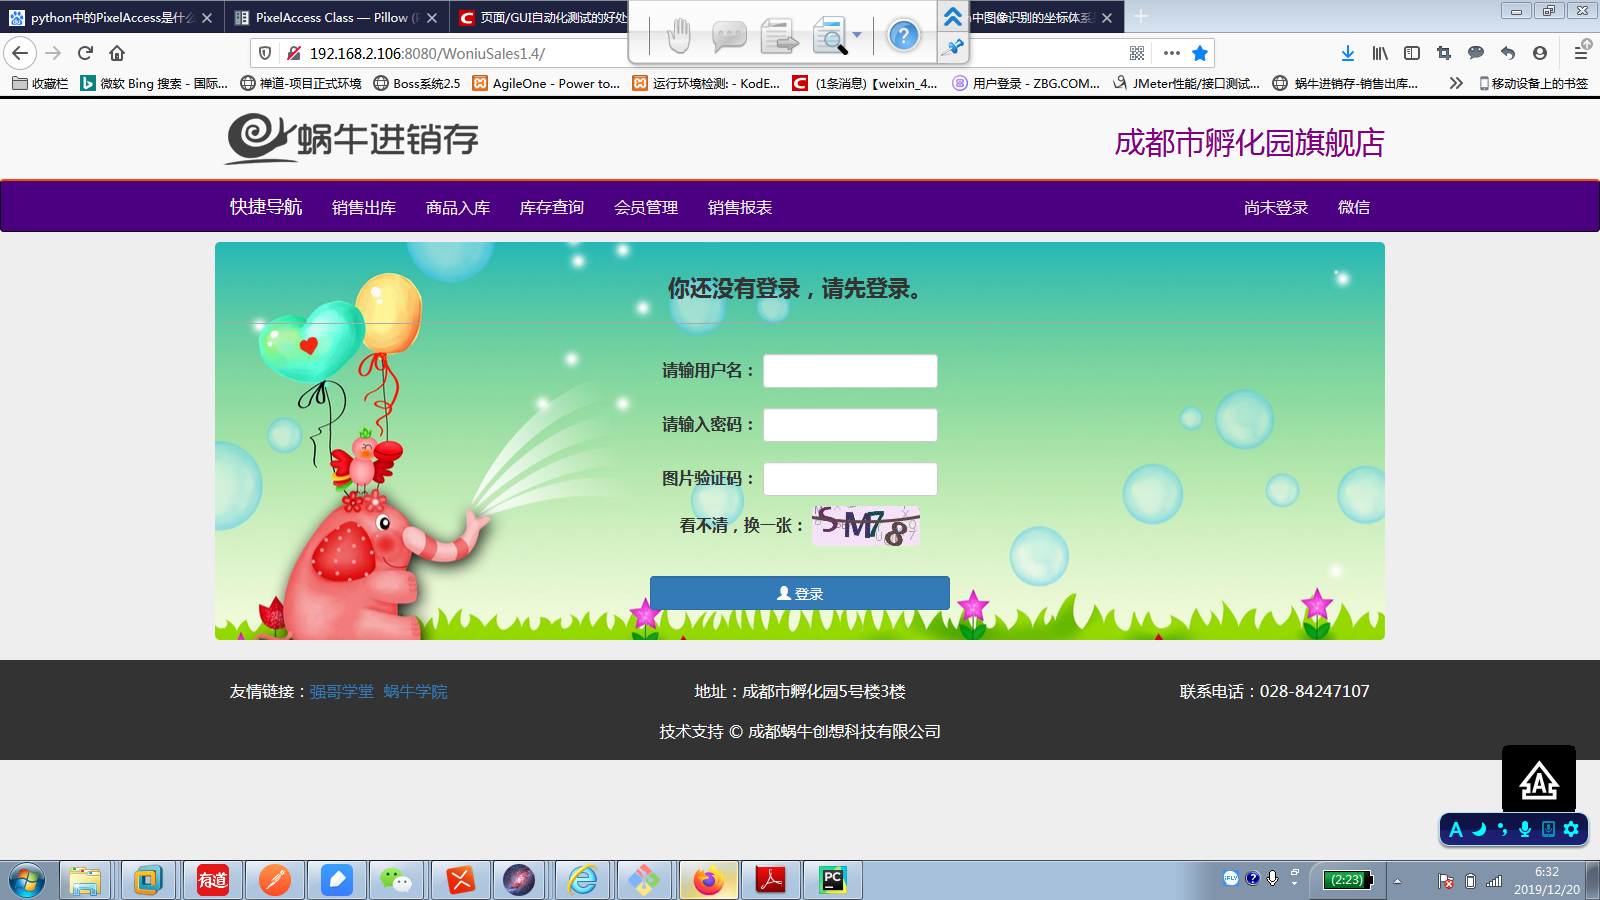 python中的PixelAccess是什么
PixelAccess Class — Pillow (P
页面/GUI自动化测试的好处
中图像识别的坐标体系
192.168.2.106:8080/WoniuSales1.4/
收藏栏
微软 Bing 搜索 - 国际...
禅道-项目正式环境
Boss系统2.5
AgileOne - Power to...
运行环境检测: - KodE...
(1条消息)【weixin_4...
用户登录 - ZBG.COM...
JMeter性能/接口测试...
蜗牛进销存-销售出库...
移动设备上的书签
蜗牛进销存
成都市孵化园旗舰店
快捷导航 销售出库 商品入库 库存查询 会员管理 销售报表 尚未登录 微信
你还没有登录，请先登录。
请输用户名：
请输入密码：
图片验证码：
看不清，换一张： SM78
登录
友情链接：强哥学堂 蜗牛学院
地址：成都市孵化园5号楼3楼
联系电话：028-84247107
技术支持 © 成都蜗牛创想科技有限公司
A
A
有道
PC
(2:23)
6:32
2019/12/20